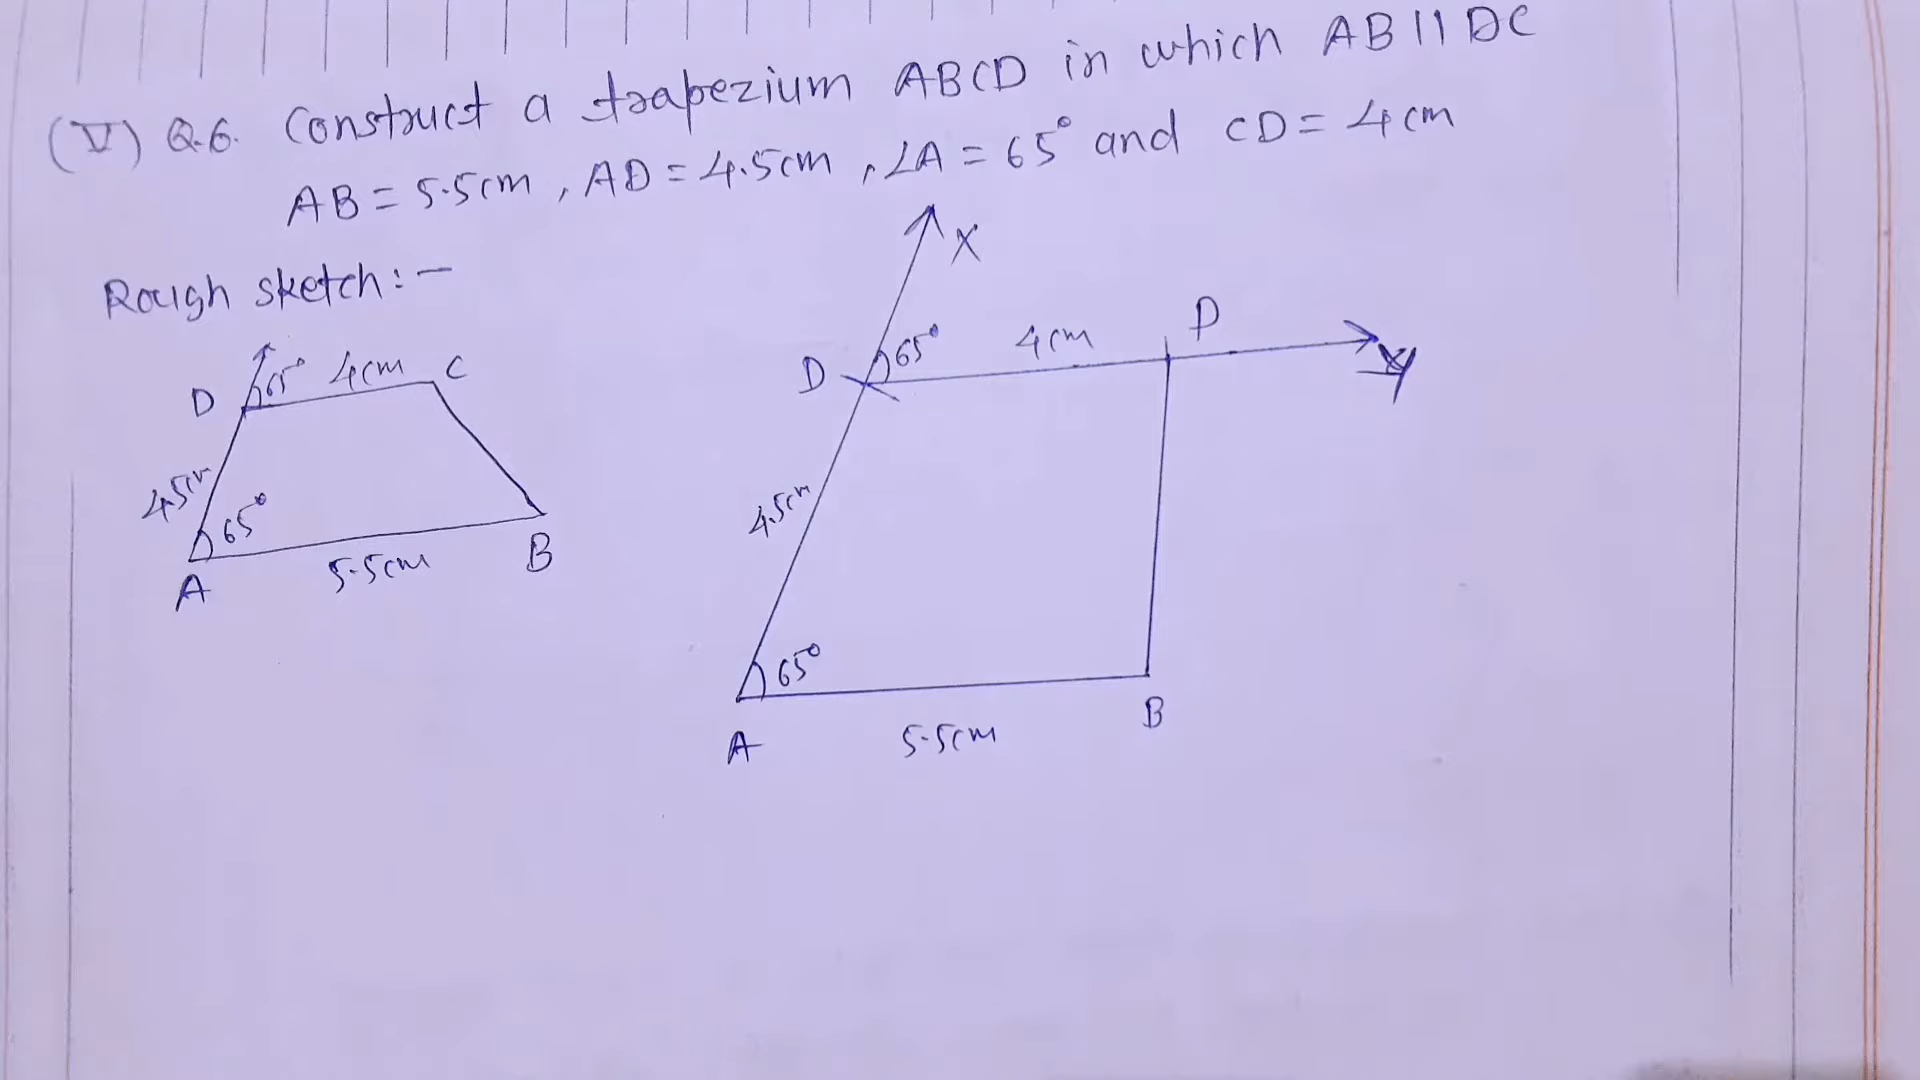 (V) Q.6. Construct a trapezium ABCD in which AB || DC
AB = 5.5cm, AD = 4.5cm, ∠A = 65° and CD = 4cm
Rough sketch:-
X
D 65° 4cm C
D 65° 4cm P
Y
4.5cm
65°
A 5.5cm B
4.5cm
65°
A 5.5cm B